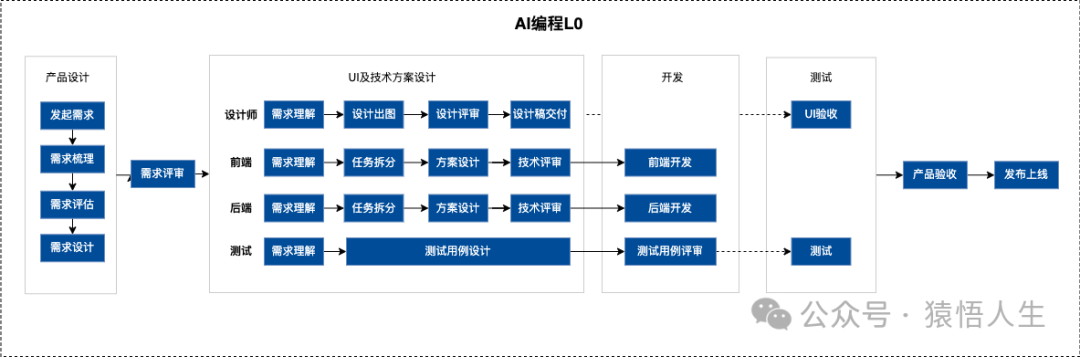 AI编程L0
产品设计
发起需求
需求梳理
需求评估
需求设计
需求评审
UI及技术方案设计
设计师 需求理解 设计出图 设计评审 设计稿交付
前端 需求理解 任务拆分 方案设计 技术评审
后端 需求理解 任务拆分 方案设计 技术评审
测试 需求理解 测试用例设计
开发
前端开发
后端开发
测试用例评审
测试
UI验收
测试
产品验收
发布上线
公众号 · 猿悟人生